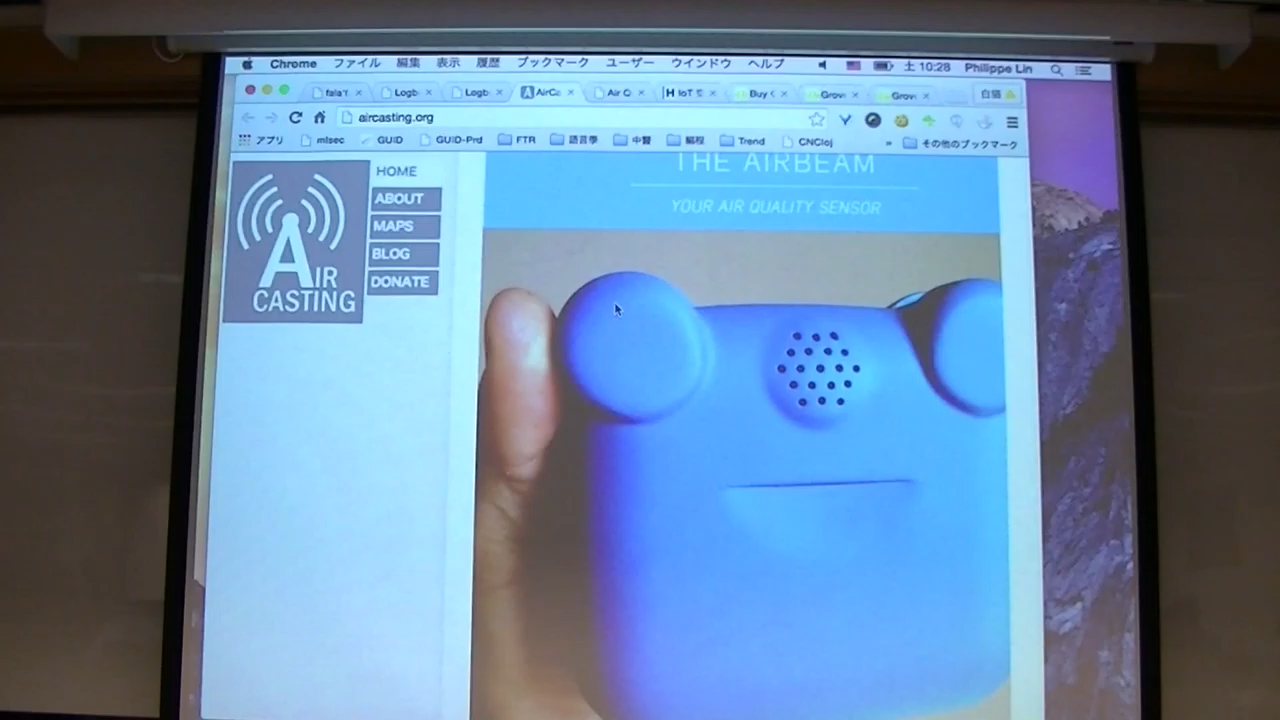 Chrome ファイル 編集 表示 履歴 ブックマーク ユーザー ウインドウ ヘルプ 土 10:28 Philippe Lin
Logb Logb AirCa Air Q IoT Buy Grov Grov
aircasting.org
アプリ mlsec GUID GUID-Prd FTR 語言學 中醫 編程 Trend CNCloj » その他のブックマーク
HOME
ABOUT
MAPS
BLOG
DONATE
AIR
CASTING
THE AIRBEAM
YOUR AIR QUALITY SENSOR